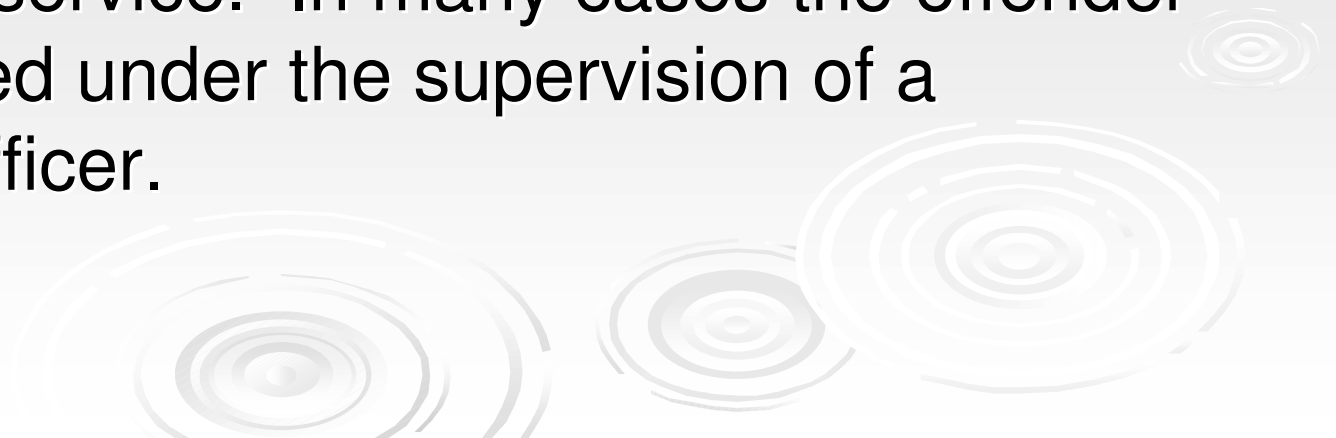 service. In many cases the offender
ed under the supervision of a
fficer.